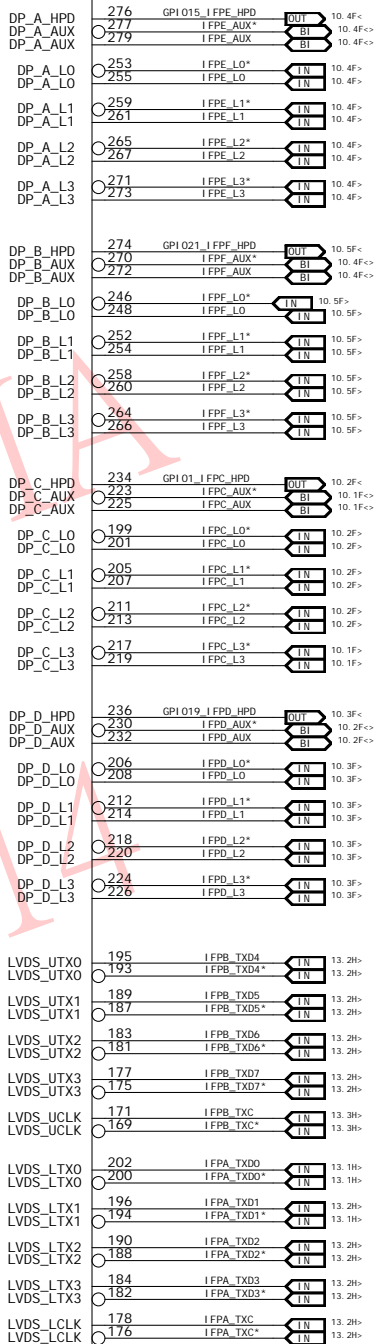 DP_A_HPD 276 GPIO15_IFPE_HPD OUT 10.4F<
DP_A_AUX 277 IFPE_AUX* BI 10.4F<>
DP_A_AUX 279 IFPE_AUX BI 10.4F<>
DP_A_L0 253 IFPE_L0* IN 10.4F>
DP_A_L0 255 IFPE_L0 IN 10.4F>
DP_A_L1 259 IFPE_L1* IN 10.4F>
DP_A_L1 261 IFPE_L1 IN 10.4F>
DP_A_L2 265 IFPE_L2* IN 10.4F>
DP_A_L2 267 IFPE_L2 IN 10.4F>
DP_A_L3 271 IFPE_L3* IN 10.4F>
DP_A_L3 273 IFPE_L3 IN 10.4F>
DP_B_HPD 274 GPIO21_IFPF_HPD OUT 10.5F<
DP_B_AUX 270 IFPF_AUX* BI 10.4F<>
DP_B_AUX 272 IFPF_AUX BI 10.4F<>
DP_B_L0 246 IFPF_L0* IN 10.5F>
DP_B_L0 248 IFPF_L0 IN 10.5F>
DP_B_L1 252 IFPF_L1* IN 10.5F>
DP_B_L1 254 IFPF_L1 IN 10.5F>
DP_B_L2 258 IFPF_L2* IN 10.5F>
DP_B_L2 260 IFPF_L2 IN 10.5F>
DP_B_L3 264 IFPF_L3* IN 10.5F>
DP_B_L3 266 IFPF_L3 IN 10.5F>
DP_C_HPD 234 GPIO1_IFPC_HPD OUT 10.2F<
DP_C_AUX 223 IFPC_AUX* BI 10.1F<>
DP_C_AUX 225 IFPC_AUX BI 10.1F<>
DP_C_L0 199 IFPC_L0* IN 10.2F>
DP_C_L0 201 IFPC_L0 IN 10.2F>
DP_C_L1 205 IFPC_L1* IN 10.2F>
DP_C_L1 207 IFPC_L1 IN 10.2F>
DP_C_L2 211 IFPC_L2* IN 10.2F>
DP_C_L2 213 IFPC_L2 IN 10.2F>
DP_C_L3 217 IFPC_L3* IN 10.1F>
DP_C_L3 219 IFPC_L3 IN 10.1F>
DP_D_HPD 236 GPIO19_IFPD_HPD OUT 10.3F<
DP_D_AUX 230 IFPD_AUX* BI 10.2F<>
DP_D_AUX 232 IFPD_AUX BI 10.2F<>
DP_D_L0 206 IFPD_L0* IN 10.3F>
DP_D_L0 208 IFPD_L0 IN 10.3F>
DP_D_L1 212 IFPD_L1* IN 10.3F>
DP_D_L1 214 IFPD_L1 IN 10.3F>
DP_D_L2 218 IFPD_L2* IN 10.3F>
DP_D_L2 220 IFPD_L2 IN 10.3F>
DP_D_L3 224 IFPD_L3* IN 10.3F>
DP_D_L3 226 IFPD_L3 IN 10.3F>
LVDS_UTX0 195 IFPB_TXD4 IN 13.2H>
LVDS_UTX0 193 IFPB_TXD4* IN 13.2H>
LVDS_UTX1 189 IFPB_TXD5 IN 13.2H>
LVDS_UTX1 187 IFPB_TXD5* IN 13.2H>
LVDS_UTX2 183 IFPB_TXD6 IN 13.2H>
LVDS_UTX2 181 IFPB_TXD6* IN 13.2H>
LVDS_UTX3 177 IFPB_TXD7 IN 13.2H>
LVDS_UTX3 175 IFPB_TXD7* IN 13.2H>
LVDS_UCLK 171 IFPB_TXC IN 13.3H>
LVDS_UCLK 169 IFPB_TXC* IN 13.3H>
LVDS_LTX0 202 IFPA_TXD0 IN 13.1H>
LVDS_LTX0 200 IFPA_TXD0* IN 13.1H>
LVDS_LTX1 196 IFPA_TXD1 IN 13.2H>
LVDS_LTX1 194 IFPA_TXD1* IN 13.1H>
LVDS_LTX2 190 IFPA_TXD2 IN 13.2H>
LVDS_LTX2 188 IFPA_TXD2* IN 13.2H>
LVDS_LTX3 184 IFPA_TXD3 IN 13.2H>
LVDS_LTX3 182 IFPA_TXD3* IN 13.2H>
LVDS_LCLK 178 IFPA_TXC IN 13.2H>
LVDS_LCLK 176 IFPA_TXC* IN 13.2H>